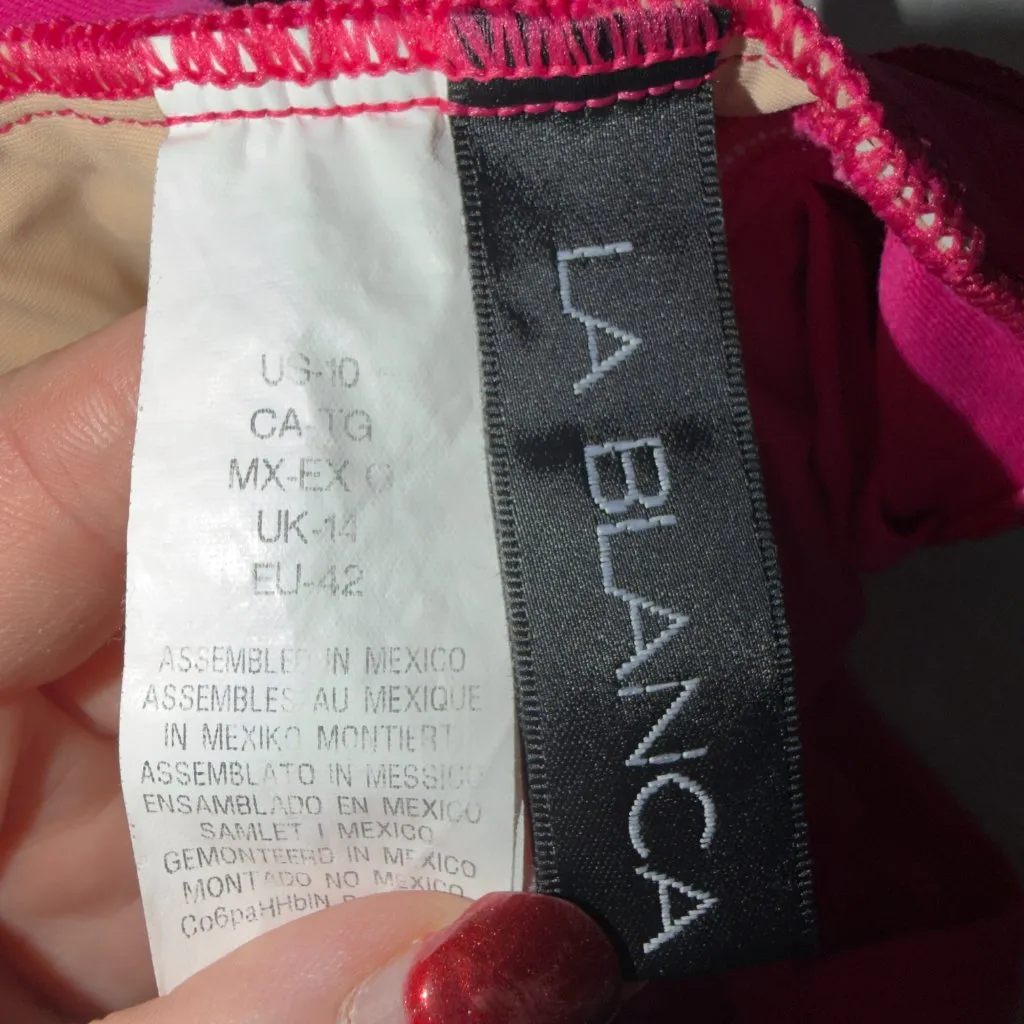 US-10
CA-TG
MX-EX G
UK-14
EU-42
ASSEMBLED IN MEXICO
ASSEMBLES AU MEXIQUE
IN MEXIKO MONTIERT
ASSEMBLATO IN MESSICO
ENSAMBLADO EN MEXICO
SAMLET I MEXICO
GEMONTEERD IN MEXICO
MONTADO NO MEXICO
Co6paHHbIN
LA BLANCA